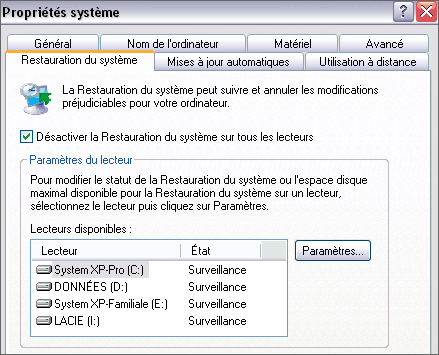 Propriétés système
Général Nom de l'ordinateur Matériel Avancé
Restauration du système Mises à jour automatiques Utilisation à distance
La Restauration du système peut suivre et annuler les modifications
préjudiciables pour votre ordinateur.
Désactiver la Restauration du système sur tous les lecteurs
Paramètres du lecteur
Pour modifier le statut de la Restauration du système ou l'espace disque
maximal disponible pour la Restauration du système sur un lecteur,
sélectionnez le lecteur puis cliquez sur Paramètres.
Lecteurs disponibles :
Lecteur État Paramètres...
System XP-Pro (C:) Surveillance
DONNÉES (D:) Surveillance
System XP-Familiale (E:) Surveillance
LACIE (I:) Surveillance